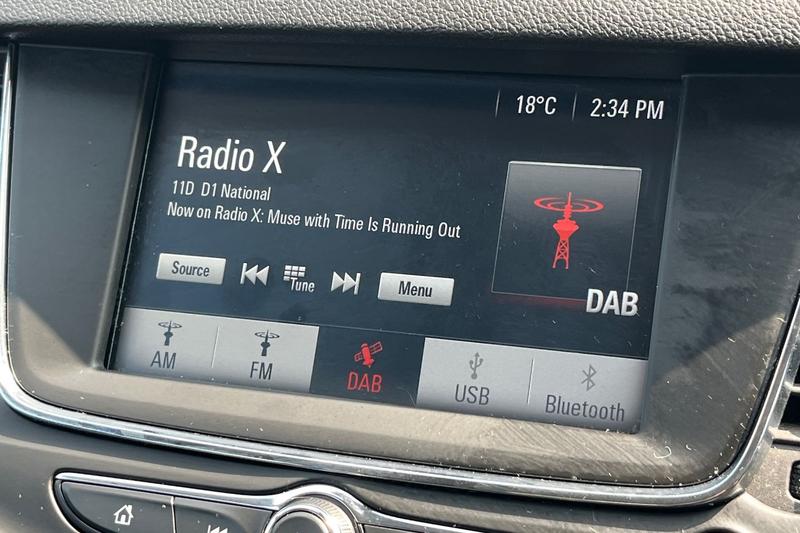 18°C 2:34 PM
Radio X
11D D1 National
Now on Radio X: Muse with Time Is Running Out
Source Tune Menu
DAB
AM FM DAB USB Bluetooth